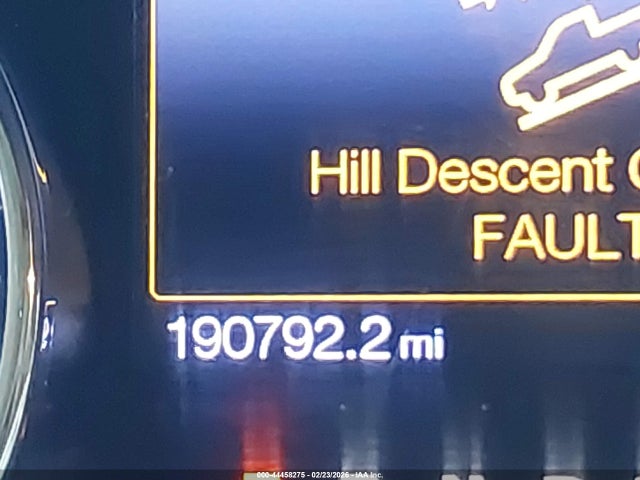 Hill Descent
FAULT
190792.2 mi
000-44458275 - 02/23/2026 - IAA Inc.